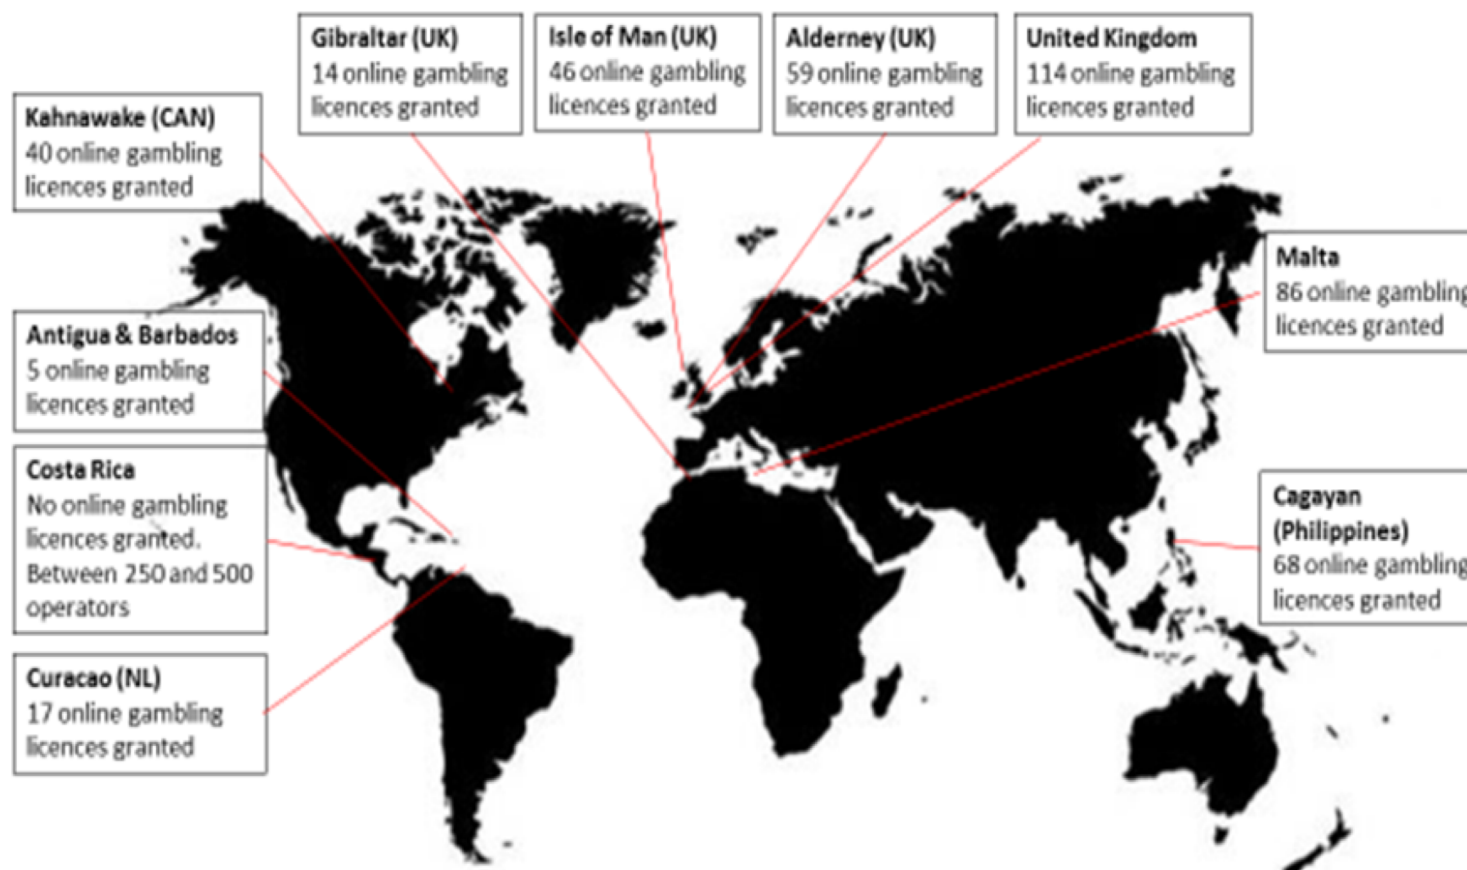 Gibraltar (UK)
14 online gambling
licences granted
Isle of Man (UK)
46 online gambling
licences granted
Alderney (UK)
59 online gambling
licences granted
United Kingdom
114 online gambling
licences granted
Kahnawake (CAN)
40 online gambling
licences granted
Malta
86 online gambling
licences granted
Antigua & Barbados
5 online gambling
licences granted
Costa Rica
No online gambling
licences granted.
Between 250 and 500
operators
Cagayan
(Philippines)
68 online gambling
licences granted
Curacao (NL)
17 online gambling
licences granted